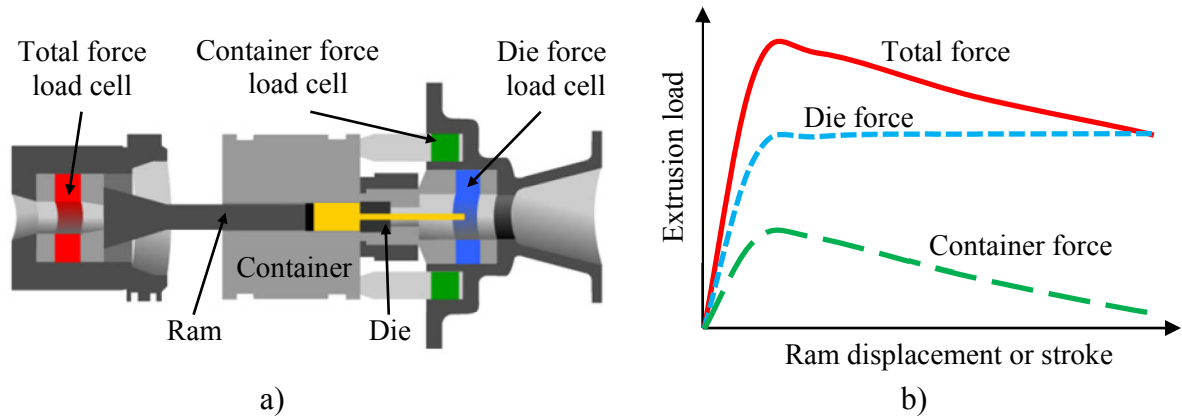 Total force
load cell
Container force
load cell
Die force
load cell
Container
Ram
Die
a)
Extrusion load
Total force
Die force
Container force
Ram displacement or stroke
b)